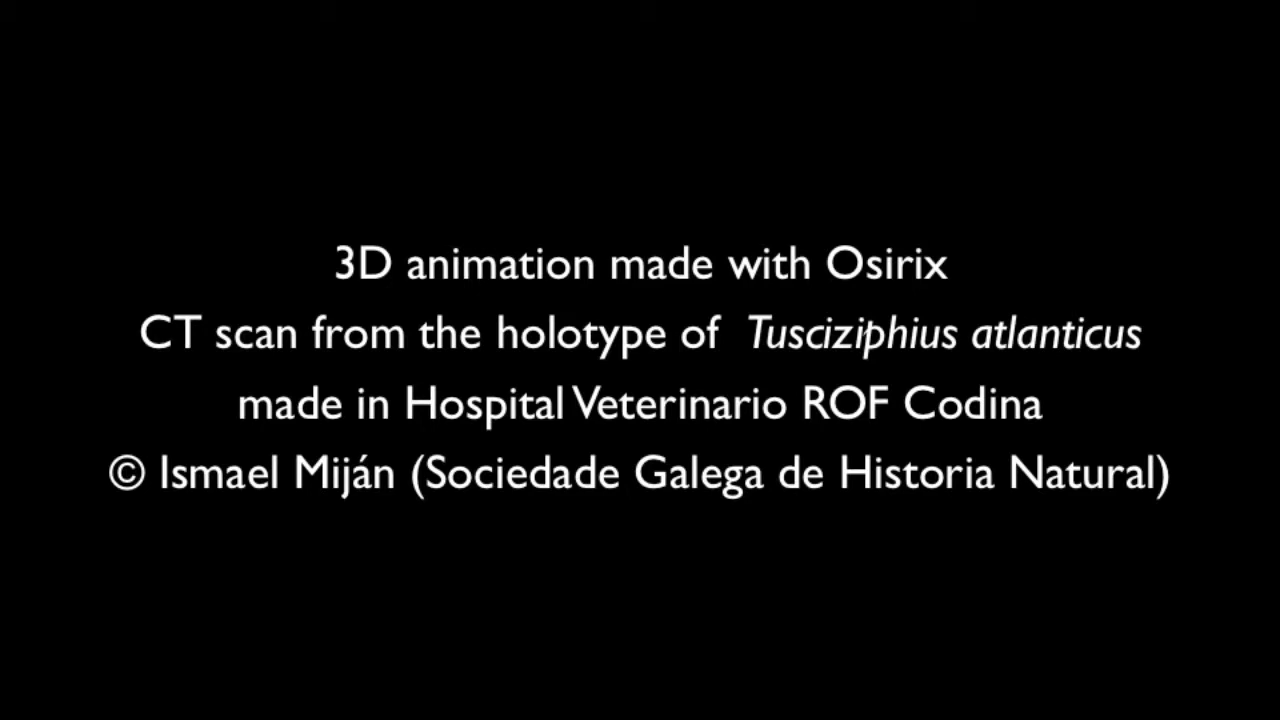 3D animation made with Osirix
CT scan from the holotype of Tusciziphius atlanticus
made in Hospital Veterinario ROF Codina
© Ismael Miján (Sociedade Galega de Historia Natural)